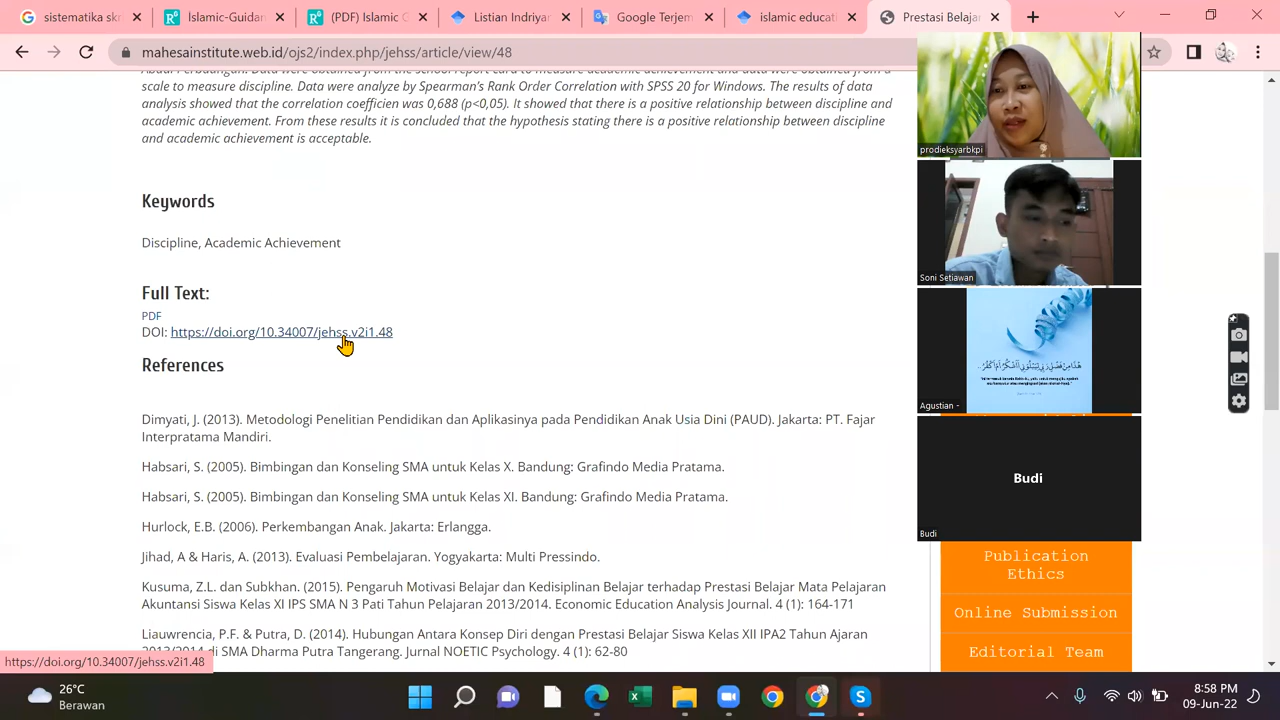 [PDF]
[PDF]
Google Terjema
islamic educati
Setelan - Setelan
mahesainstitute.web.id/ojs2/index.php/jehss/article/view/48
scale to measure discipline. Data were analyze by Sperman's Rank Order Correlation with SPSS 20 for Windows. The results of data
analysis showed that the correlation coefficien was 0,688 (p<0,05). It showed that there is a positive relationship between discipline and
academic achievement. From these results it is concluded that the hypothesis stating there is a positive relationship between discipline
and academic achievement is acceptable.
Keywords
Discipline, Academic Achievement
Full Text:
PDF
DOI: https://doi.org/10.34007/jehss.v2i1.48
References
Dimyati, J. (2013). Metodologi Penelitian Pendidikan dan Aplikasinya pada Pendidikan Anak Usia Dini (PAUD). Jakarta: PT. Fajar
Interpratama Mandiri.
Habsari, S. (2005). Bimbingan dan Konseling SMA untuk Kelas X. Bandung: Grafindo Media Pratama.
Habsari, S. (2005). Bimbingan dan Konseling SMA untuk Kelas XI. Bandung: Grafindo Media Pratama.
Hurlock, E.B. (2006). Perkembangan Anak. Jakarta: Erlangga.
Jihad, A & Haris, A. (2013). Evaluasi Pembelajaran. Yogyakarta: Multi Pressindo.
Kusuma, Z.L. dan Subkhan. (2015). Pengaruh Motivasi Belajar dan Kedisiplinan Belajar terhadap Prestasi Belajar Mata Pelajaran
Akuntansi Siswa Kelas XI IPS SMA N 3 Pati Tahun Pelajaran 2013/2014. Economic Education Analysis Journal. 4 (1): 164-171
Liauwrencia, P.F. & Putra, D. (2014). Hubungan Antara Konsep Diri dengan Prestasi Belajar Siswa Kelas XII IPA2 Tahun Ajaran
2013/2014 di SMA Dharma Putra Tangerang. Jurnal NOETIC Psychology. 4 (1): 62-80
https://doi.org/10.34007/jehss.v2i1.48
prodieksyarbkpi
Soni Setiawan
Agustian -
Budi
Budi
Publication
Ethics
Online Submission
Editorial Team
26°C
Berawan
8:58 PM
09-Jun-22